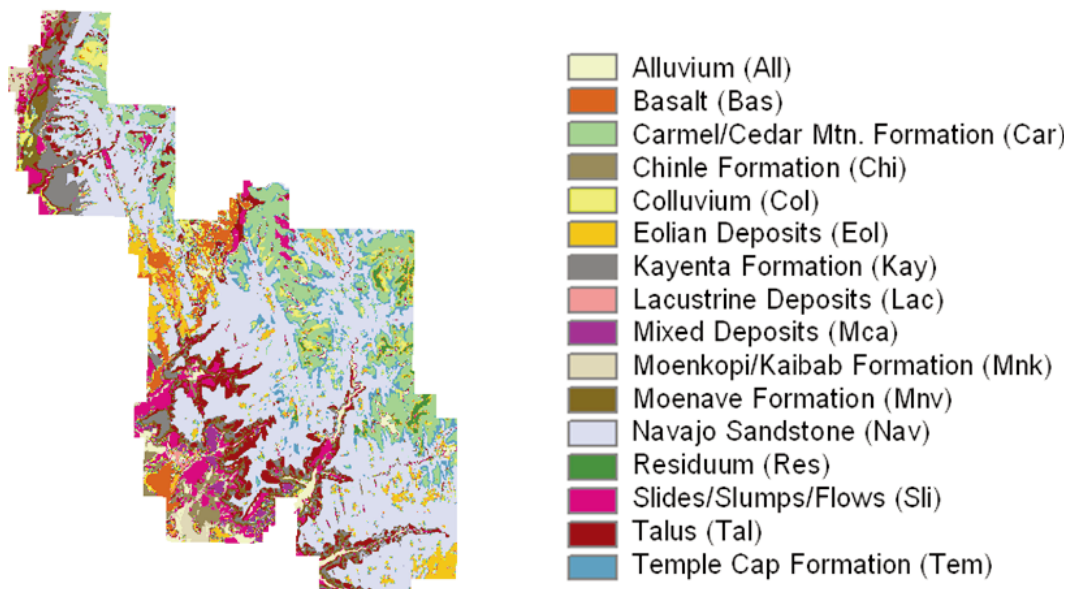 Alluvium (All)
Basalt (Bas)
Carmel/Cedar Mtn. Formation (Car)
Chinle Formation (Chi)
Colluvium (Col)
Eolian Deposits (Eol)
Kayenta Formation (Kay)
Lacustrine Deposits (Lac)
Mixed Deposits (Mca)
Moenkopi/Kaibab Formation (Mnk)
Moenave Formation (Mnv)
Navajo Sandstone (Nav)
Residuum (Res)
Slides/Slumps/Flows (Sli)
Talus (Tal)
Temple Cap Formation (Tem)